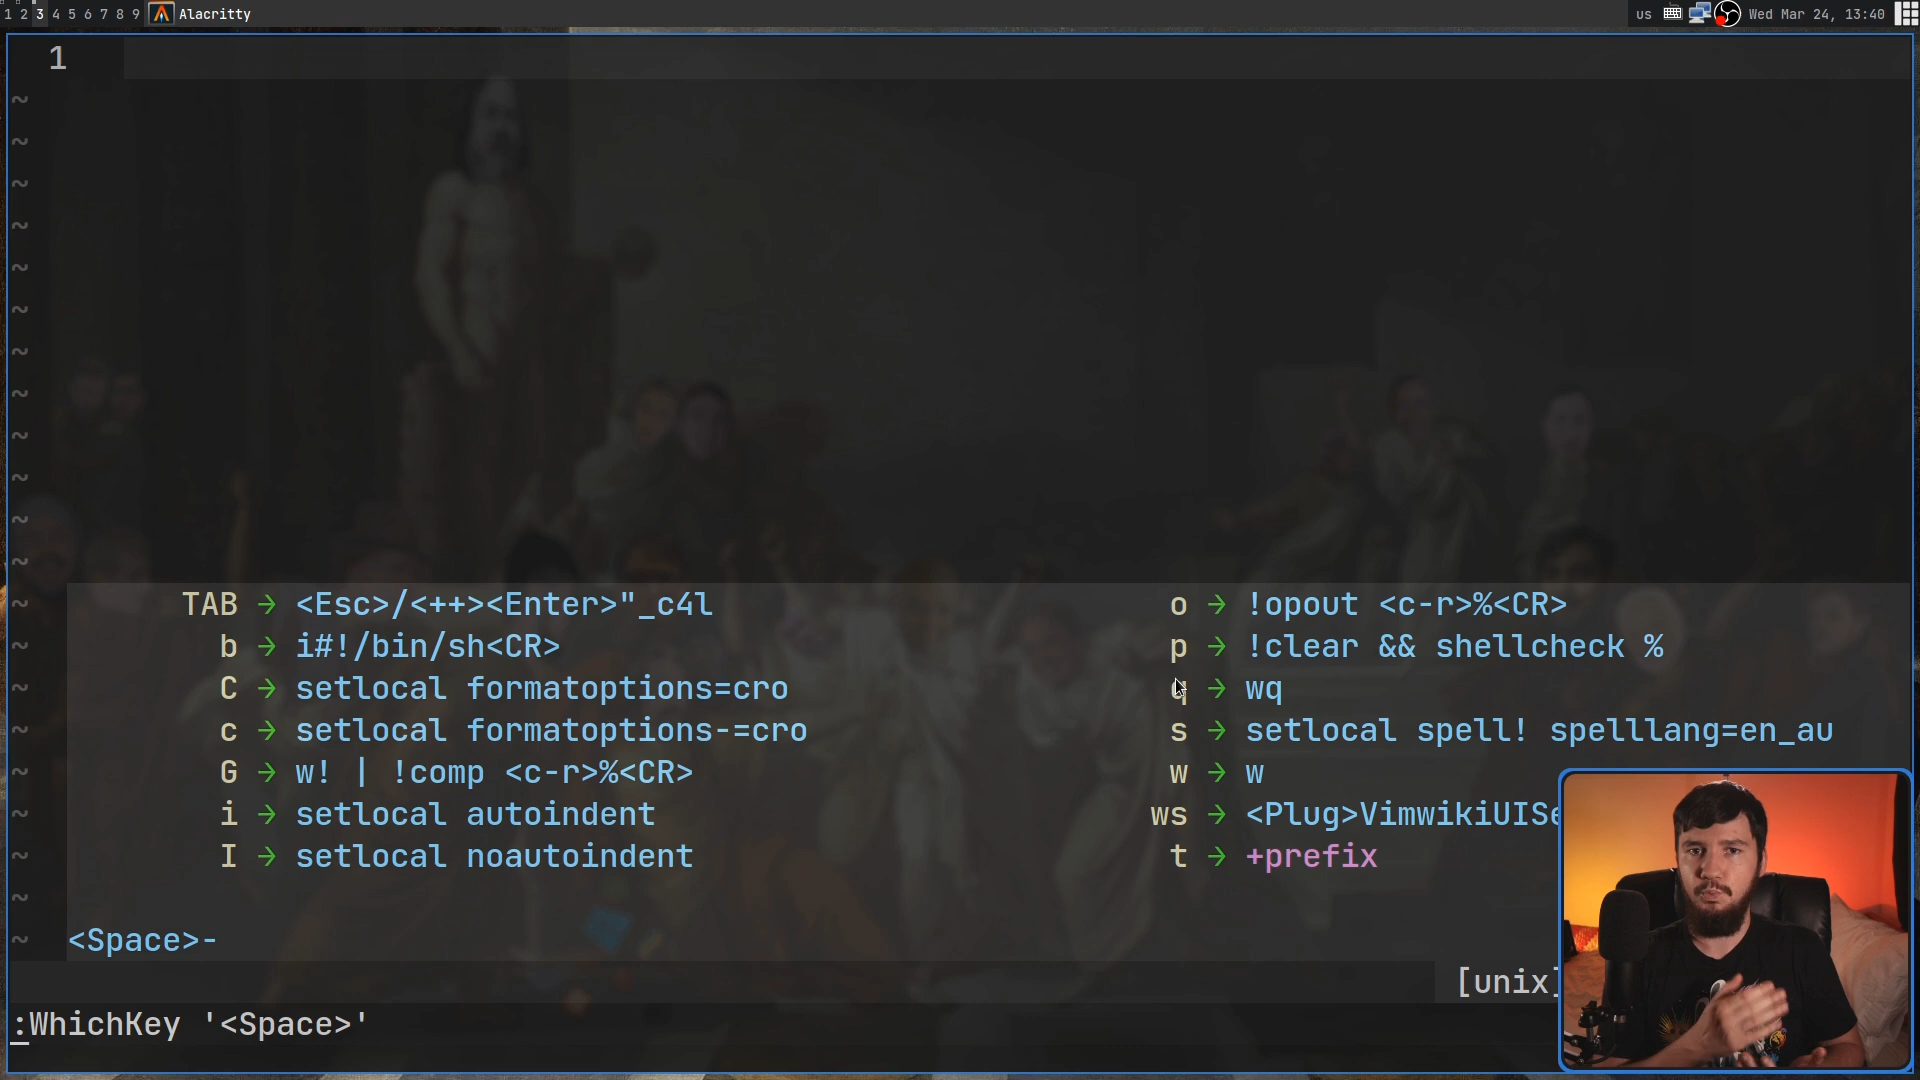 1 2 3 4 5 6 7 8 9 Alacritty us Wed Mar 24, 13:40
1
~
~
~
~
~
~
~
~
~
~
~
~
~ TAB → <Esc>/<++><Enter>"_c4l o → !opout <c-r>%<CR>
~ b → i#!/bin/sh<CR> p → !clear && shellcheck %
~ C → setlocal formatoptions=cro q → wq
~ c → setlocal formatoptions-=cro s → setlocal spell! spelllang=en_au
~ G → w! | !comp <c-r>%<CR> w → w
~ i → setlocal autoindent ws → <Plug>VimwikiUISe
~ I → setlocal noautoindent t → +prefix
~
~ <Space>-
[unix]
:WhichKey '<Space>'